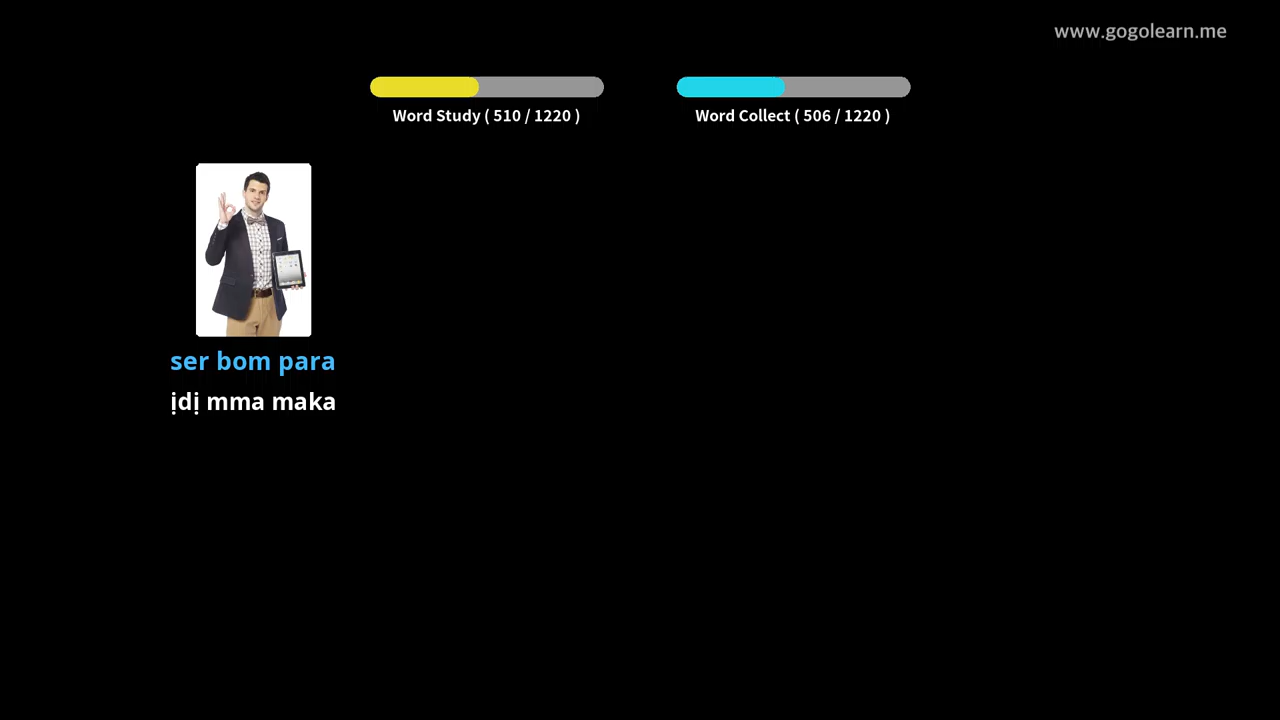 www.gogolearn.me
Word Study ( 510 / 1220 )
Word Collect ( 506 / 1220 )
ser bom para
ịdị mma maka